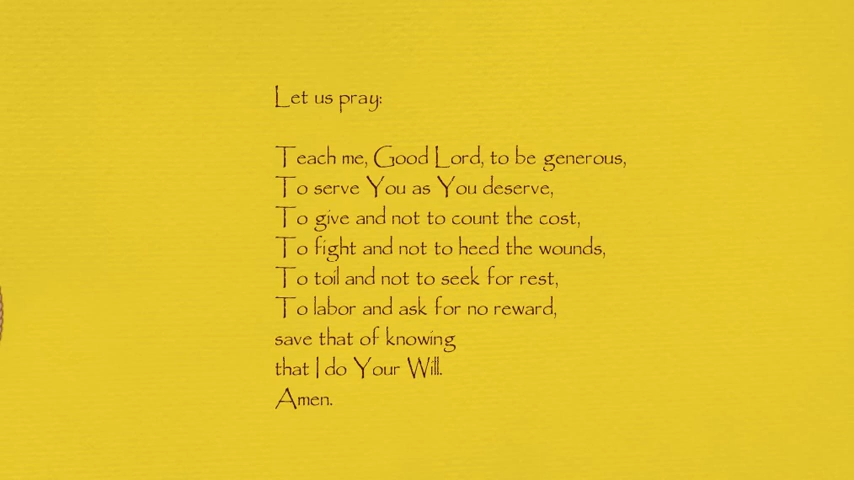 Let us pray:
Teach me, Good Lord, to be generous,
To serve You as You deserve,
To give and not to count the cost,
To fight and not to heed the wounds,
To toil and not to seek for rest,
To labor and ask for no reward,
save that of knowing
that I do Your Will.
Amen.